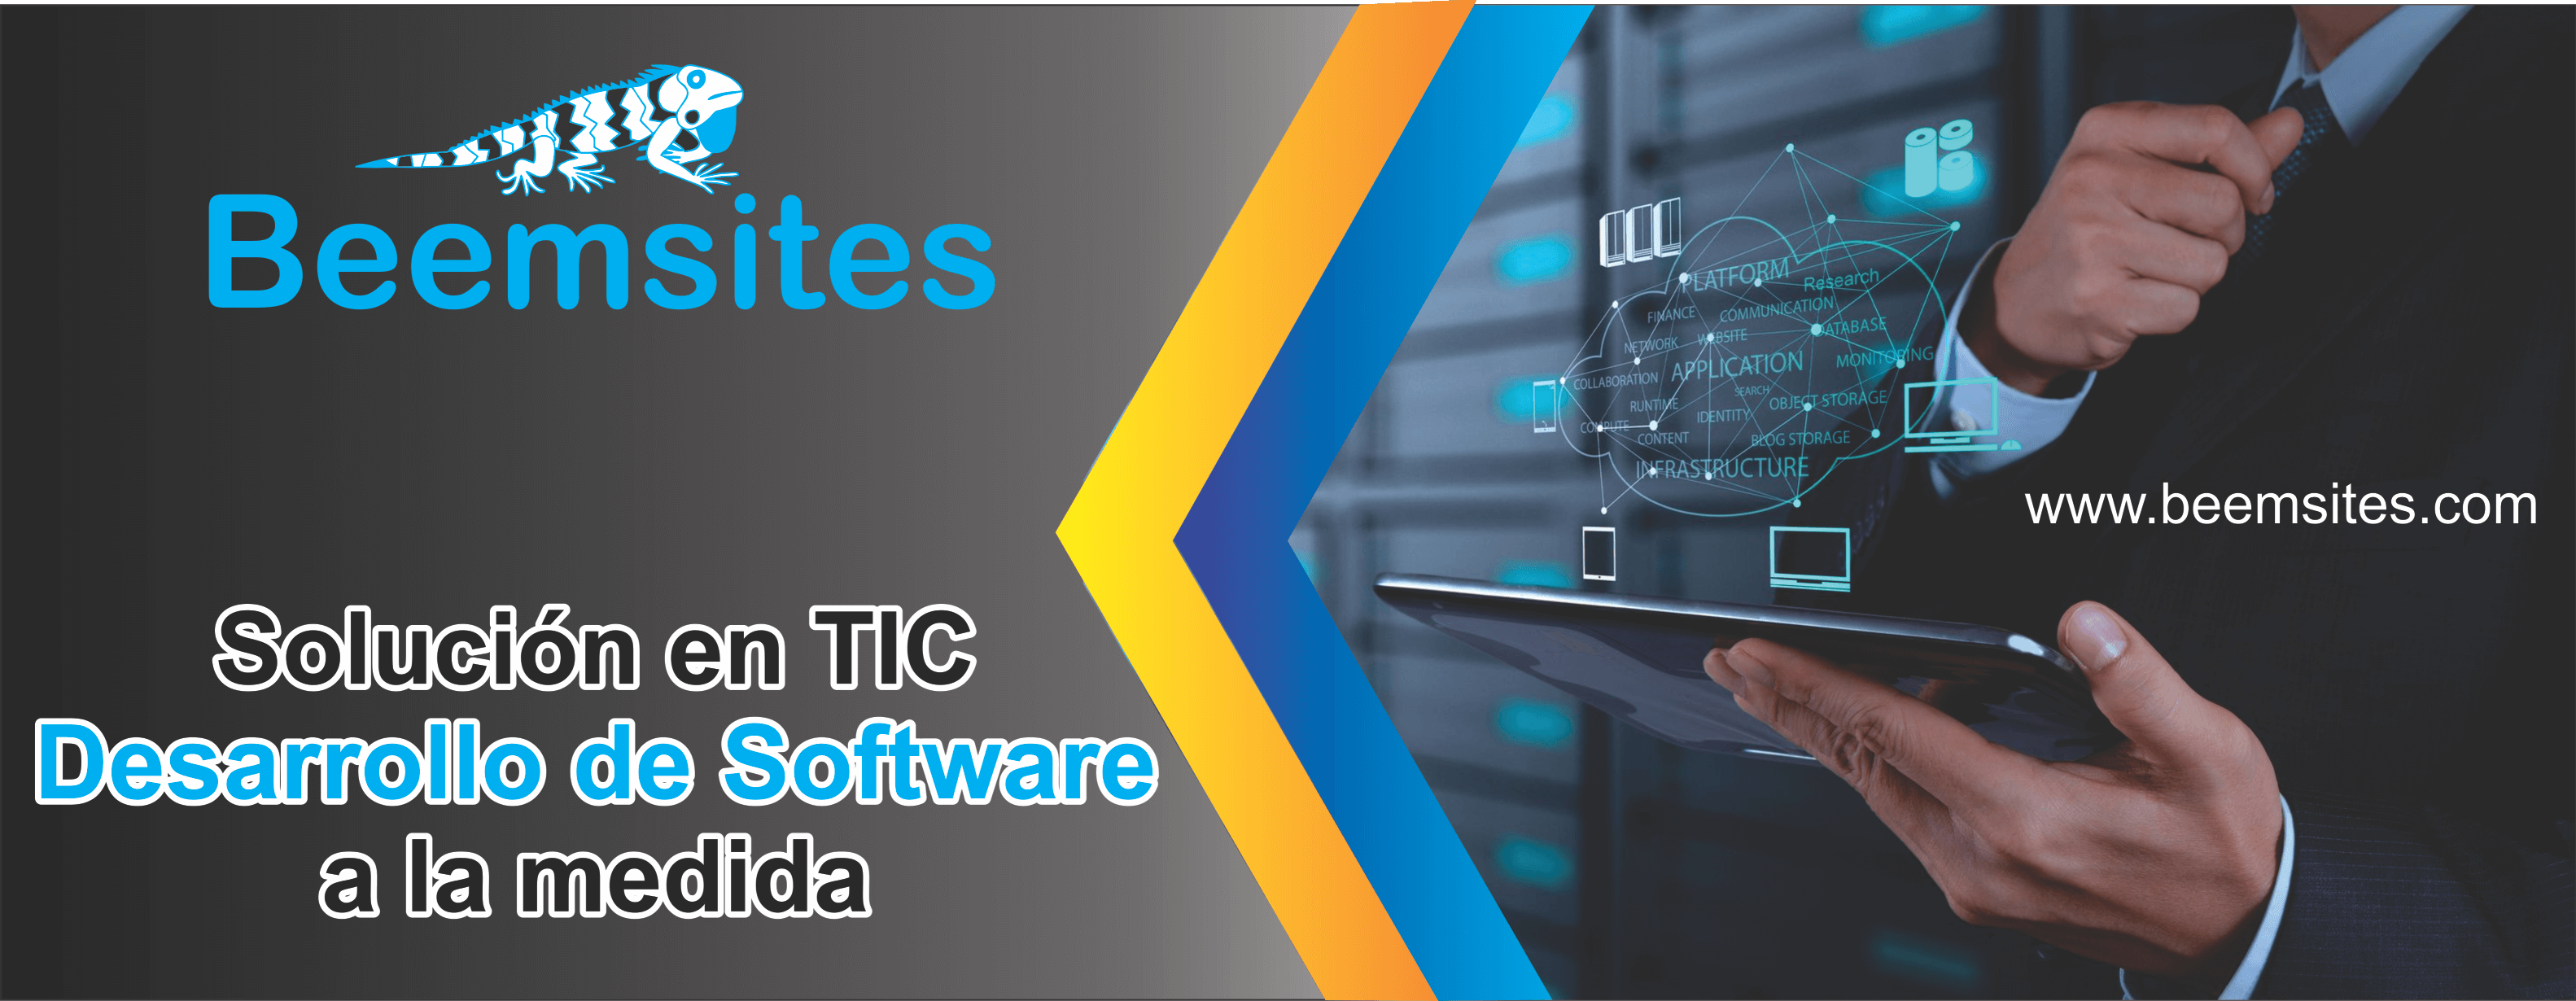 Beemsites
Solución en TIC
Desarrollo de Software
a la medida
PLATFORM
Research
FINANCE
COMMUNICATION
DATABASE
NETWORK
WEBSITE
APPLICATION
MONITORING
COLLABORATION
SEARCH
RUNTIME
IDENTITY
OBJECT STORAGE
COMPUTE
CONTENT
BLOG STORAGE
INFRASTRUCTURE
www.beemsites.com